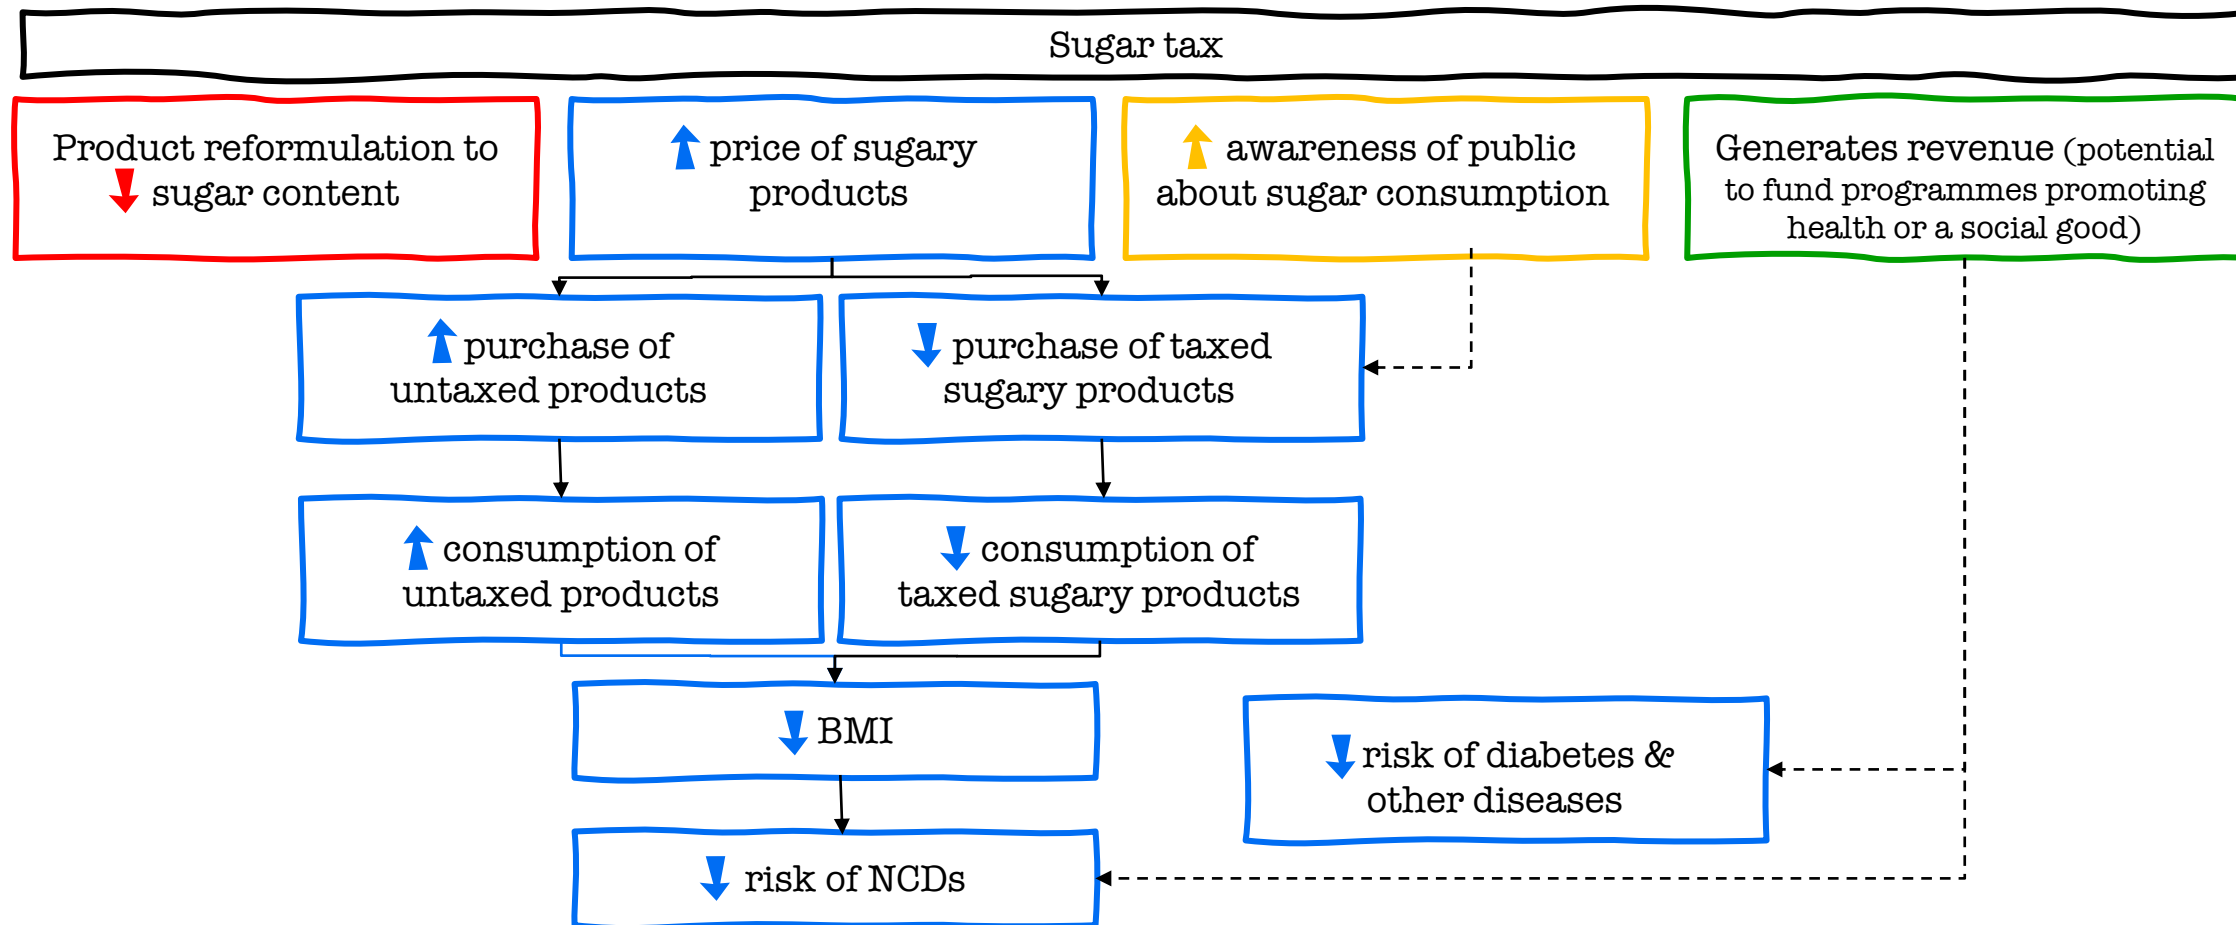 Sugar tax
Product reformulation to
sugar content
price of sugary
products
awareness of public
about sugar consumption
Generates revenue (potential
to fund programmes promoting
health or a social good)
purchase of
untaxed products
purchase of taxed
sugary products
consumption of
untaxed products
consumption of
taxed sugary products
BMI
risk of diabetes &
other diseases
risk of NCDs